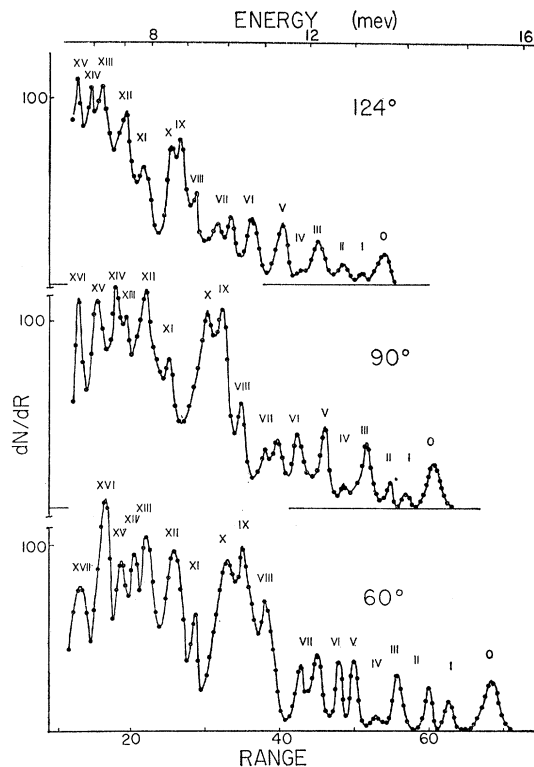 ENERGY (mev)
8 12 16
XV XIV XIII XII XI X IX VIII VII VI V IV III II I O
100
124°
XVI XV XIV XIII XII XI X IX VIII VII VI V IV III II I O
100
90°
dN/dR
XVII XVI XV XIV XIII XII XI X IX VIII VII VI V IV III II I O
100
60°
20 40 60
RANGE